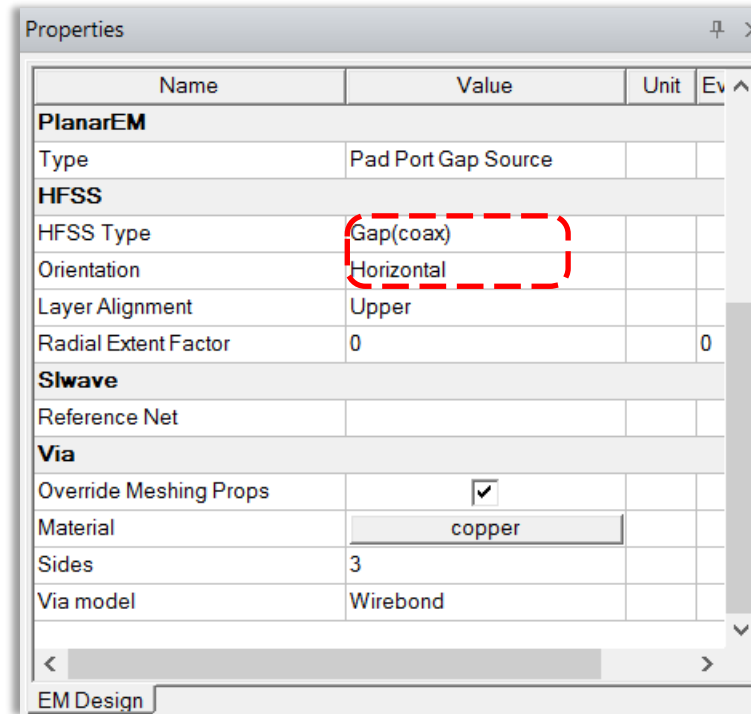 Properties
Name Value Unit Ev
PlanarEM
Type Pad Port Gap Source
HFSS
HFSS Type Gap(coax)
Orientation Horizontal
Layer Alignment Upper
Radial Extent Factor 0 0
SIwave
Reference Net
Via
Override Meshing Props
Material copper
Sides 3
Via model Wirebond
EM Design